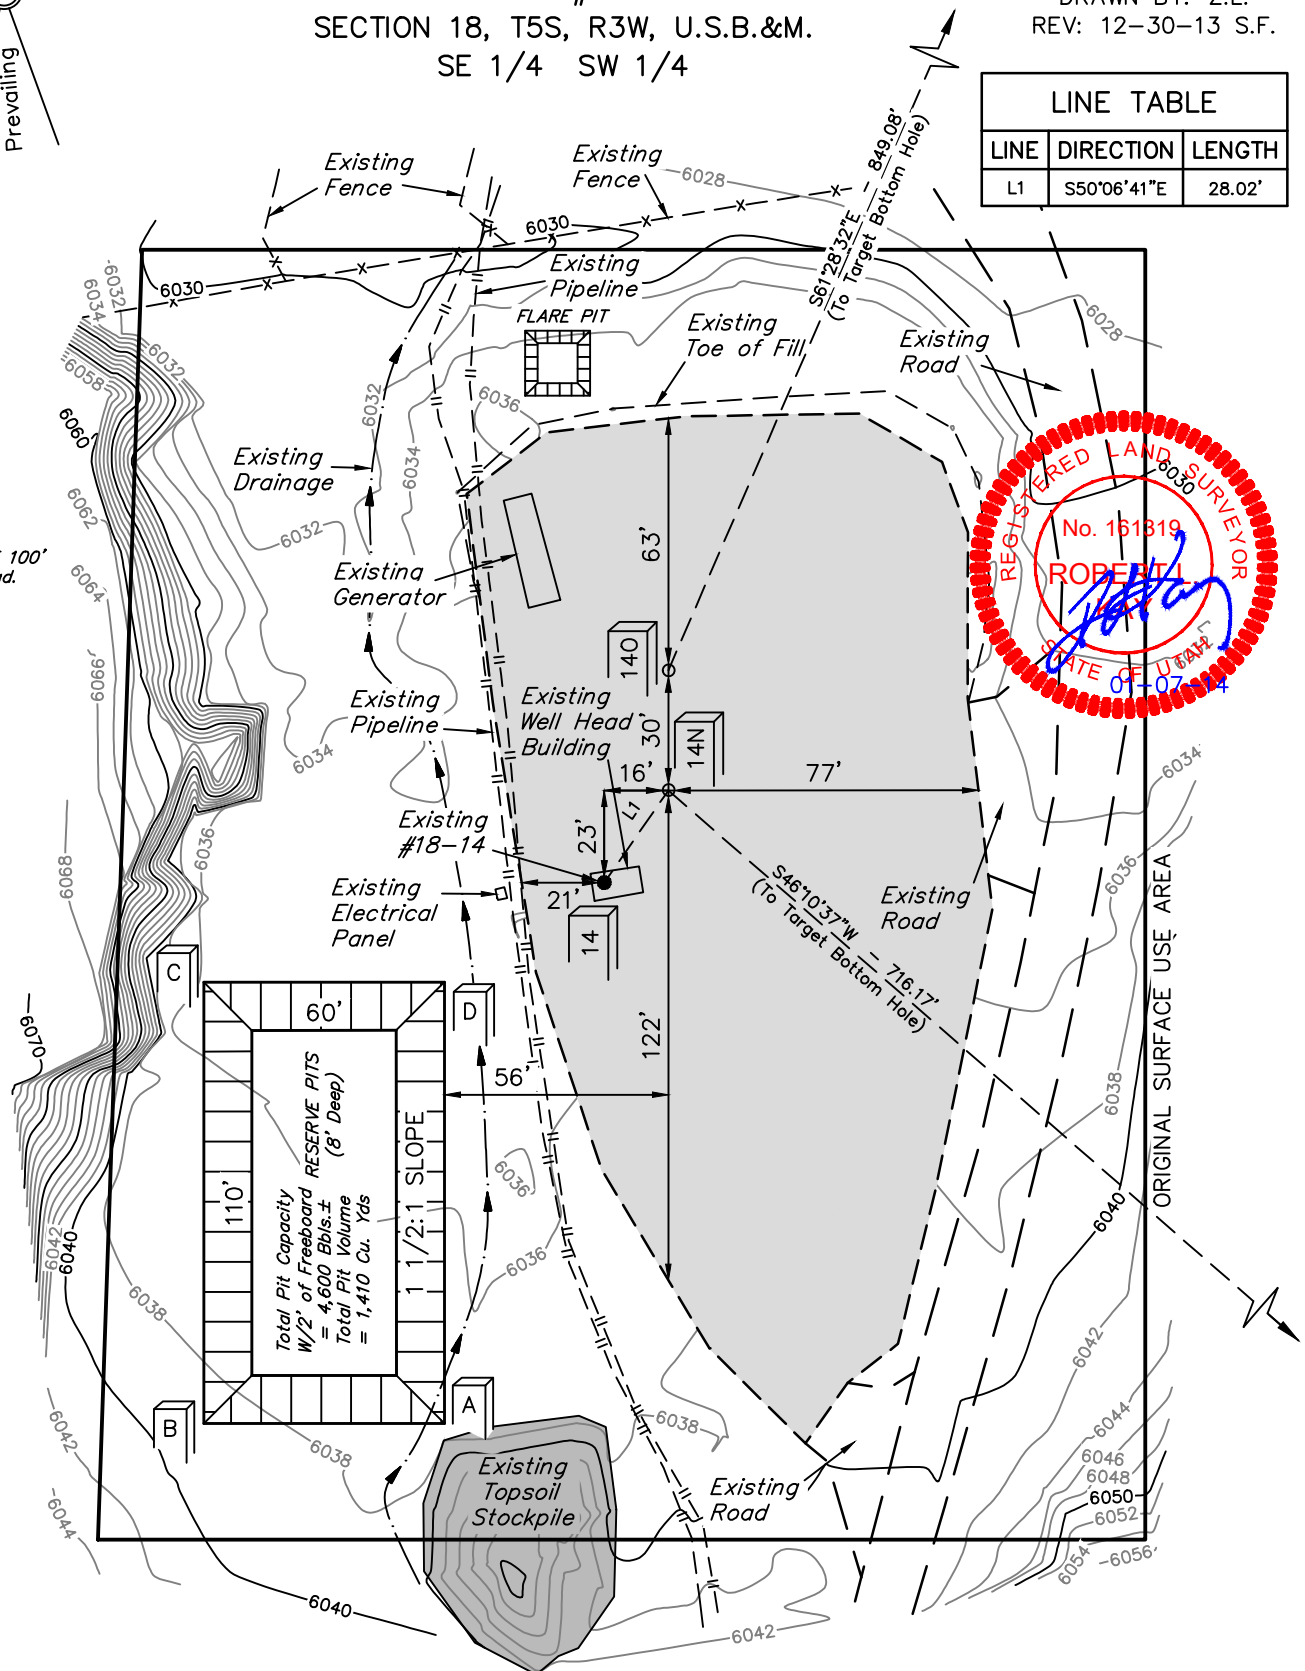 SECTION 18, T5S, R3W, U.S.B.&M.
SE 1/4 SW 1/4
REV: 12-30-13 S.F.
Prevailing
LINE TABLE
LINE DIRECTION LENGTH
L1 S50°06'41"E 28.02'
Existing
Fence
Existing
Fence
6028
6030
S61°28'32"E - 849.08'
(To Target Bottom Hole)
Existing
Pipeline
6030
-6032
6034
FLARE PIT
Existing
Toe of Fill
Existing
Road
6028
6032
6058
6032
6036
6060
Existing
Drainage
6034
6062
6032
6030
REGISTERED LAND SURVEYOR
No. 161319
ROBERT L.
KAY
STATE OF UTAH
01-07-14
6032
100'
6064
Existing
Generator
63'
14O
6066
Existing
Pipeline
Existing
Well Head
Building
30'
14N
6034
16'
77'
6034
L1
23'
Existing
#18-14
6036
6068
Existing
Electrical
Panel
21'
14
S46°10'37"W - 716.17'
(To Target Bottom Hole)
Existing
Road
6036
ORIGINAL SURFACE USE AREA
C
D
60'
122'
56'
-6070
6038
RESERVE PITS
(8' Deep)
Total Pit Capacity
W/2' of Freeboard
= 4,600 Bbls.±
Total Pit Volume
= 1,410 Cu. Yds
110'
1 1/2:1 SLOPE
6036
6036
6042
6040
6040
6038
6042
A
B
6038
6038
6042
6044
6046
6048
6050
6052
6054
-6056-
Existing
Topsoil
Stockpile
Existing
Road
-6044
6040
6042